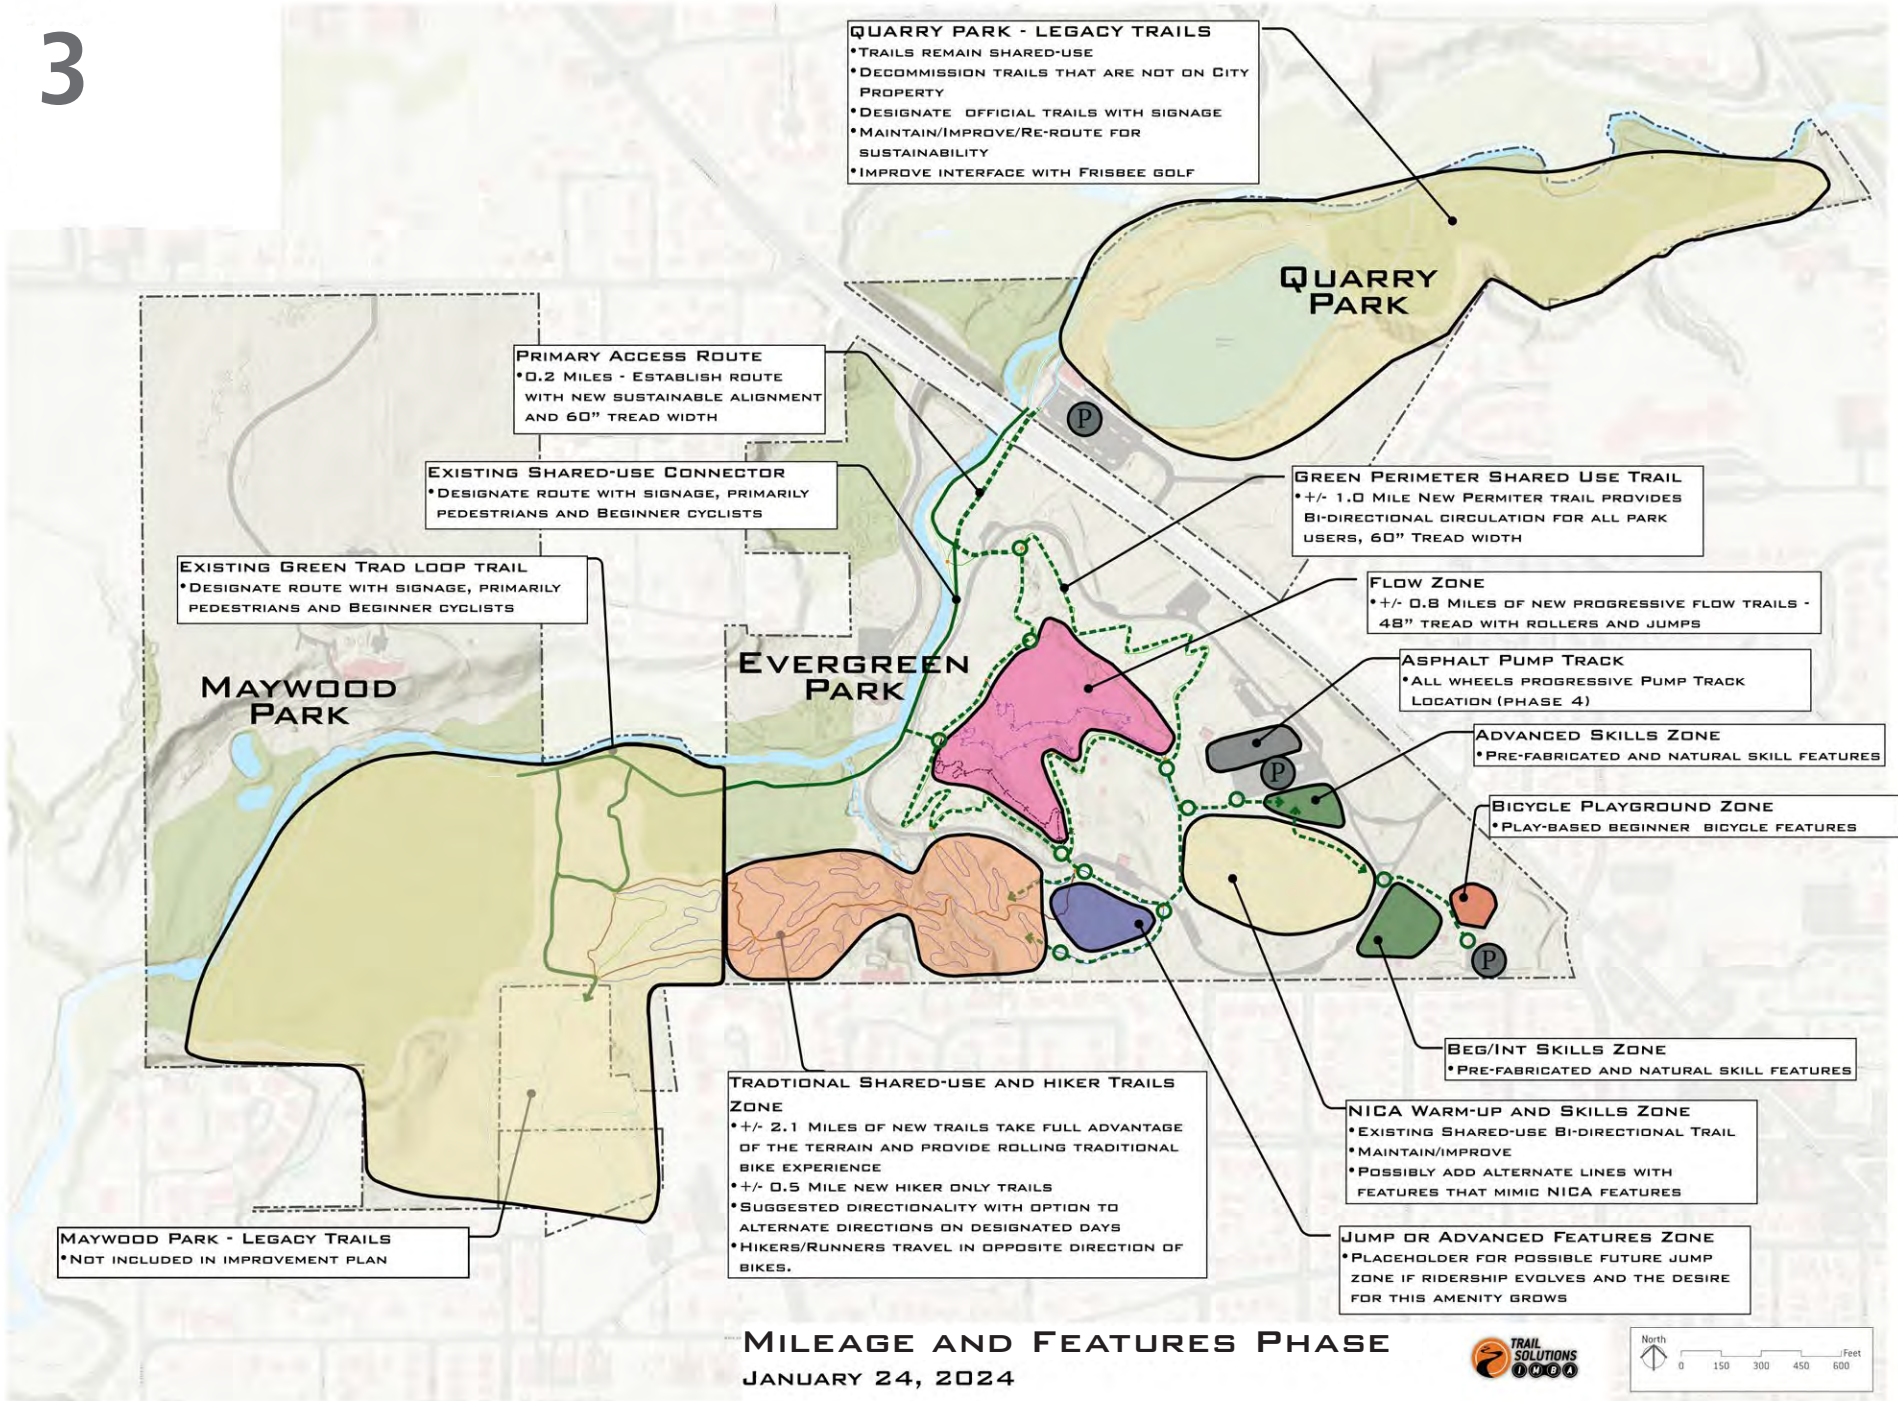 3
QUARRY PARK - LEGACY TRAILS
•TRAILS REMAIN SHARED-USE
•DECOMMISSION TRAILS THAT ARE NOT ON CITY
PROPERTY
•DESIGNATE OFFICIAL TRAILS WITH SIGNAGE
•MAINTAIN/IMPROVE/RE-ROUTE FOR
SUSTAINABILITY
•IMPROVE INTERFACE WITH FRISBEE GOLF
QUARRY
PARK
PRIMARY ACCESS ROUTE
•0.2 MILES - ESTABLISH ROUTE
WITH NEW SUSTAINABLE ALIGNMENT
AND 60" TREAD WIDTH
P
EXISTING SHARED-USE CONNECTOR
•DESIGNATE ROUTE WITH SIGNAGE, PRIMARILY
PEDESTRIANS AND BEGINNER CYCLISTS
GREEN PERIMETER SHARED USE TRAIL
•+/- 1.0 MILE NEW PERMITER TRAIL PROVIDES
BI-DIRECTIONAL CIRCULATION FOR ALL PARK
USERS, 60" TREAD WIDTH
EXISTING GREEN TRAD LOOP TRAIL
•DESIGNATE ROUTE WITH SIGNAGE, PRIMARILY
PEDESTRIANS AND BEGINNER CYCLISTS
FLOW ZONE
•+/- 0.8 MILES OF NEW PROGRESSIVE FLOW TRAILS -
48" TREAD WITH ROLLERS AND JUMPS
MAYWOOD
PARK
EVERGREEN
PARK
ASPHALT PUMP TRACK
•ALL WHEELS PROGRESSIVE PUMP TRACK
LOCATION (PHASE 4)
ADVANCED SKILLS ZONE
•PRE-FABRICATED AND NATURAL SKILL FEATURES
P
BICYCLE PLAYGROUND ZONE
•PLAY-BASED BEGINNER BICYCLE FEATURES
P
BEG/INT SKILLS ZONE
•PRE-FABRICATED AND NATURAL SKILL FEATURES
TRADTIONAL SHARED-USE AND HIKER TRAILS
ZONE
•+/- 2.1 MILES OF NEW TRAILS TAKE FULL ADVANTAGE
OF THE TERRAIN AND PROVIDE ROLLING TRADITIONAL
BIKE EXPERIENCE
•+/- 0.5 MILE NEW HIKER ONLY TRAILS
•SUGGESTED DIRECTIONALITY WITH OPTION TO
ALTERNATE DIRECTIONS ON DESIGNATED DAYS
•HIKERS/RUNNERS TRAVEL IN OPPOSITE DIRECTION OF
BIKES.
NICA WARM-UP AND SKILLS ZONE
•EXISTING SHARED-USE BI-DIRECTIONAL TRAIL
•MAINTAIN/IMPROVE
•POSSIBLY ADD ALTERNATE LINES WITH
FEATURES THAT MIMIC NICA FEATURES
MAYWOOD PARK - LEGACY TRAILS
•NOT INCLUDED IN IMPROVEMENT PLAN
JUMP OR ADVANCED FEATURES ZONE
•PLACEHOLDER FOR POSSIBLE FUTURE JUMP
ZONE IF RIDERSHIP EVOLVES AND THE DESIRE
FOR THIS AMENITY GROWS
MILEAGE AND FEATURES PHASE
JANUARY 24, 2024
TRAIL
SOLUTIONS
IMBA
North
Feet
0 150 300 450 600